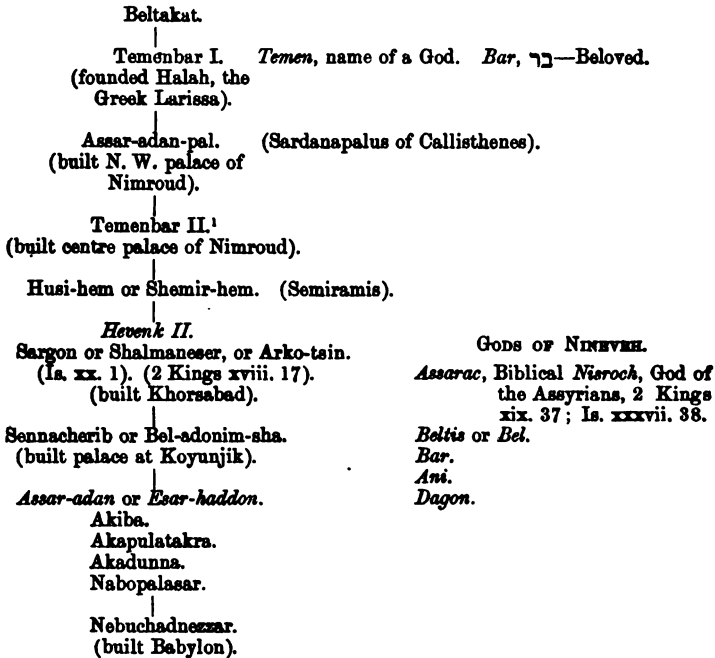 Beltakat.
Temenbar I. Temen, name of a God. Bar, בר—Beloved.
(founded Halah, the
Greek Larissa).
Assar-adan-pal. (Sardanapalus of Callisthenes).
(built N. W. palace of
Nimroud).
Temenbar II.¹
(built centre palace of Nimroud).
Husi-hem or Shemir-hem. (Semiramis).
Hevenk II.
Sargon or Shalmaneser, or Arko-tsin.
(Is. xx. 1). (2 Kings xviii. 17).
(built Khorsabad).
Sennacherib or Bel-adonim-sha.
(built palace at Koyunjik).
Assar-adan or Esar-haddon.
Akiba.
Akapulatakra.
Akadunna.
Nabopalasar.
Nebuchadnezzar.
(built Babylon).
GODS OF NINEVEH.
Assarac, Biblical Nisroch, God of
the Assyrians, 2 Kings
xix. 37; Is. xxxvii. 38.
Beltis or Bel.
Bar.
Ani.
Dagon.